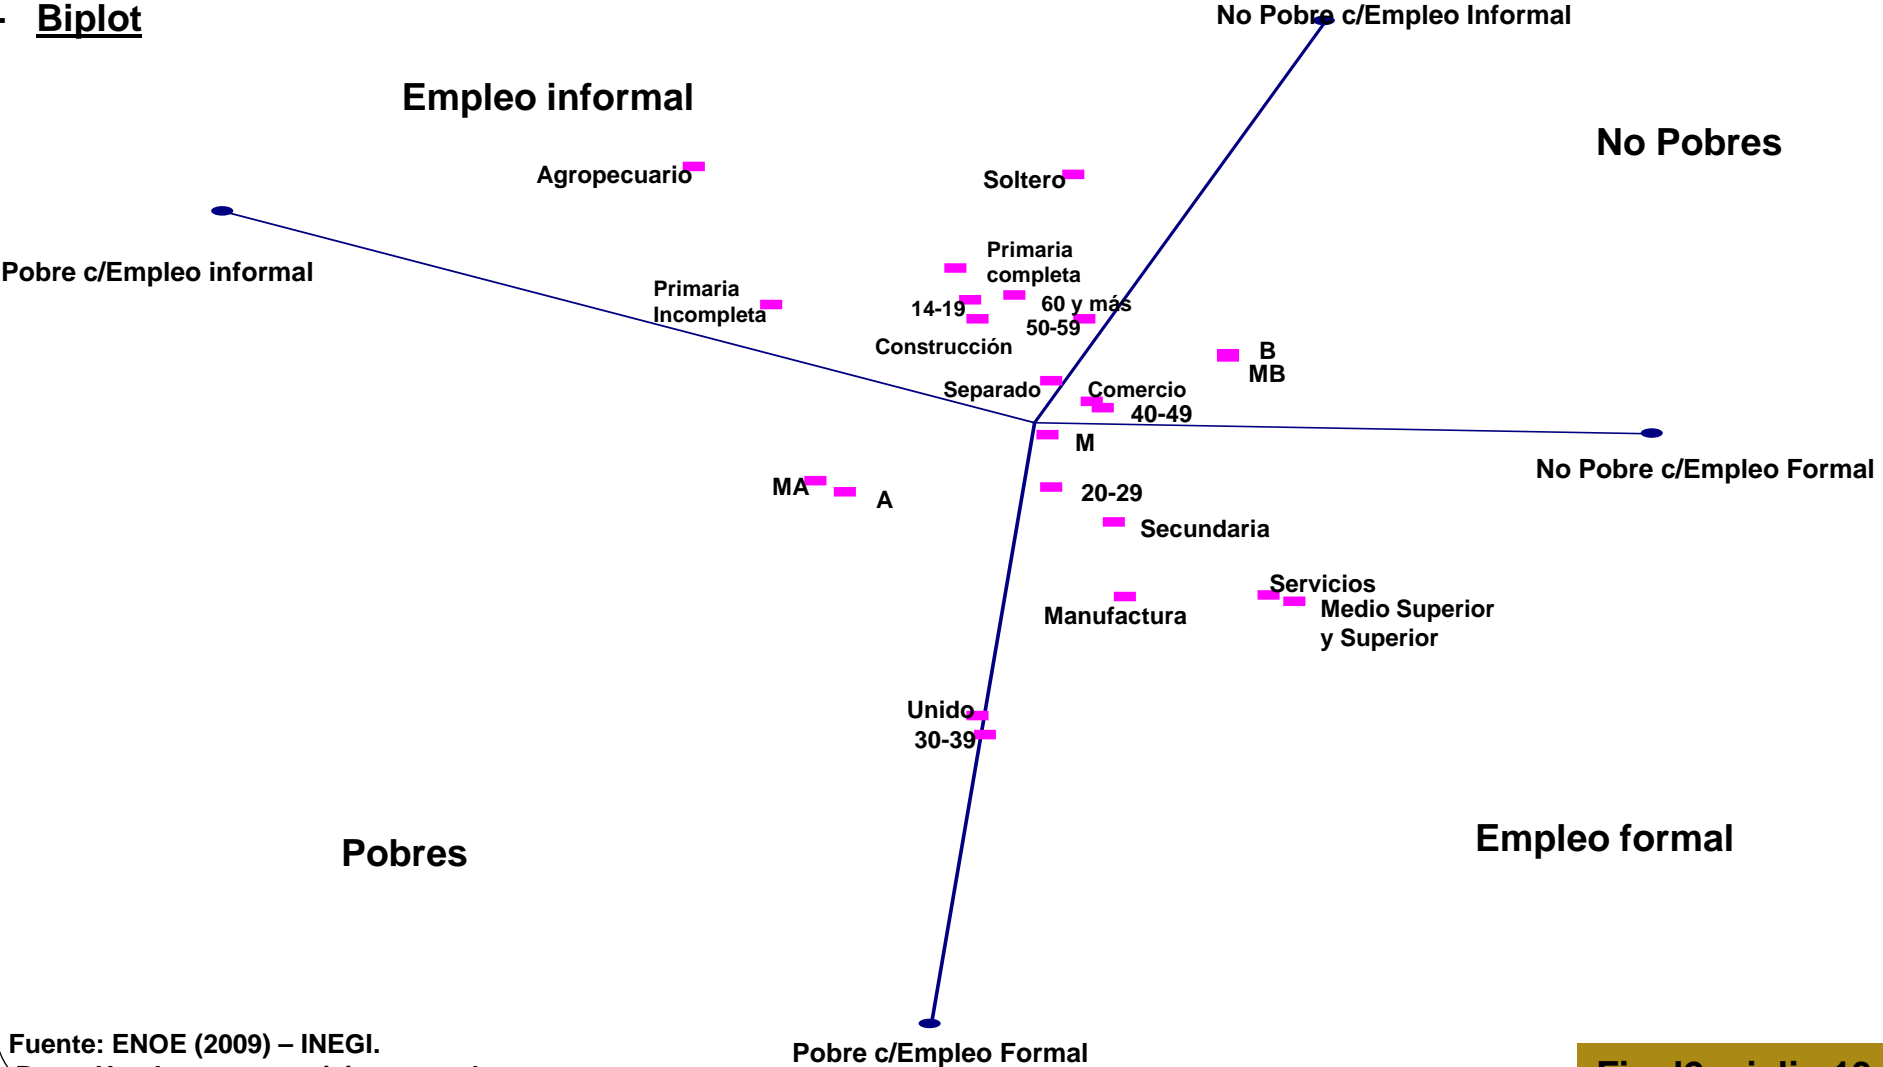 - Biplot
No Pobre c/Empleo Informal
Empleo informal
No Pobres
Agropecuario
Soltero
Pobre c/Empleo informal
Primaria
completa
Primaria
Incompleta
14-19
60 y más
50-59
Construcción
B
MB
Separado
Comercio
40-49
M
No Pobre c/Empleo Formal
MA
A
20-29
Secundaria
Servicios
Manufactura
Medio Superior
y Superior
Unido
30-39
Pobres
Empleo formal
Fuente: ENOE (2009) – INEGI.
Pobre c/Empleo Formal